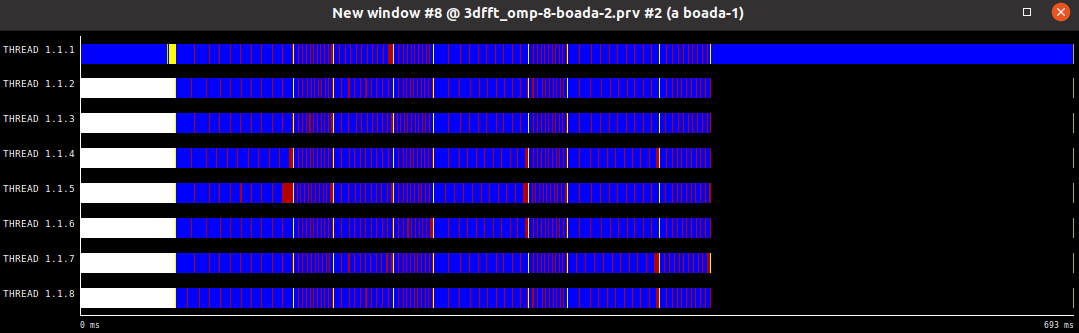 New window #8 @ 3dfft_omp-8-boada-2.prv #2 (a boada-1)
THREAD 1.1.1
THREAD 1.1.2
THREAD 1.1.3
THREAD 1.1.4
THREAD 1.1.5
THREAD 1.1.6
THREAD 1.1.7
THREAD 1.1.8
0 ms 693 ms